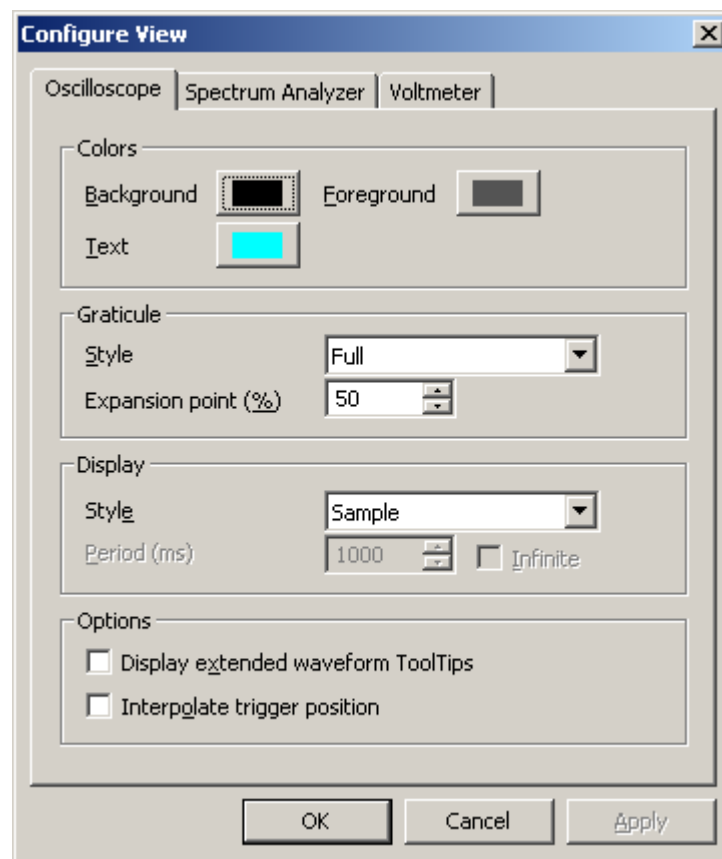 Configure View
Oscilloscope Spectrum Analyzer Voltmeter
Colors
Background Foreground
Text
Graticule
Style Full
Expansion point (%) 50
Display
Style Sample
Period (ms) 1000 Infinite
Options
Display extended waveform ToolTips
Interpolate trigger position
OK Cancel Apply